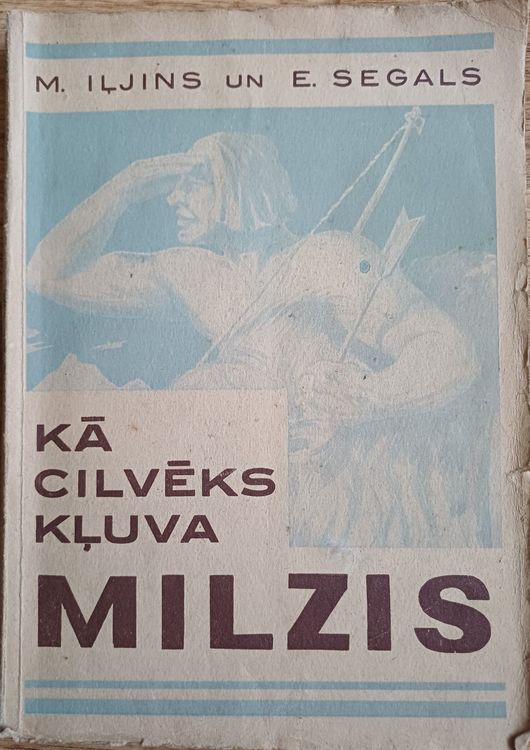 M. IĻJINS UN E. SEGALS
KĀ
CILVĒKS
KĻUVA
MILZIS